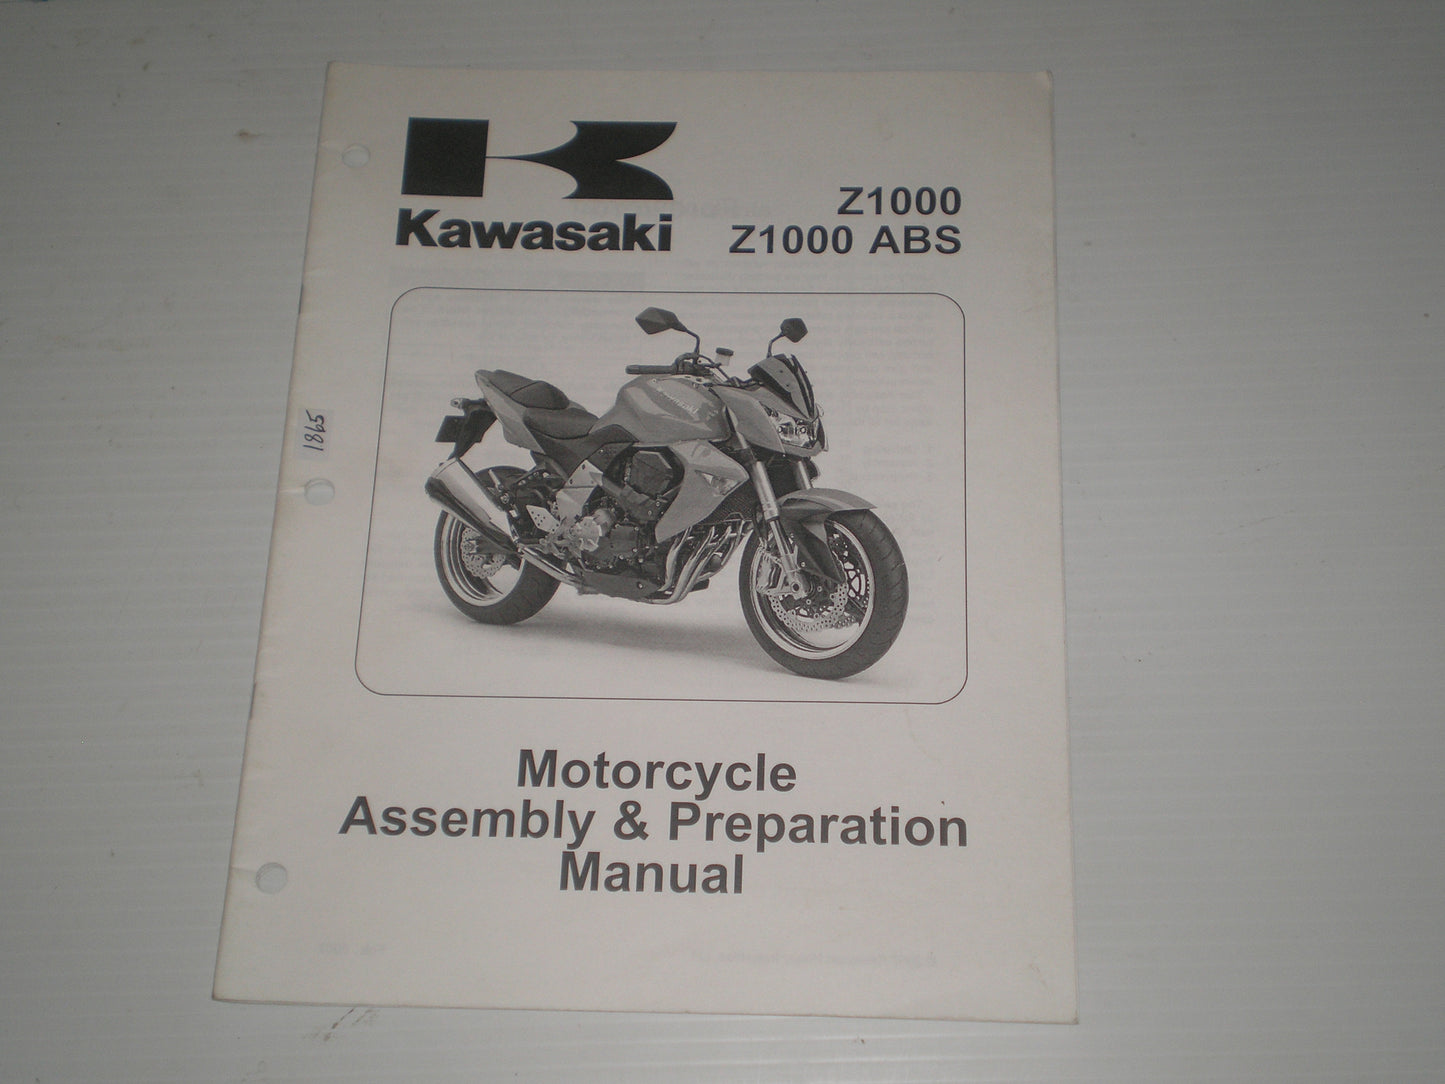 Kawasaki
Z1000
Z1000 ABS
1865
Motorcycle
Assembly & Preparation
Manual